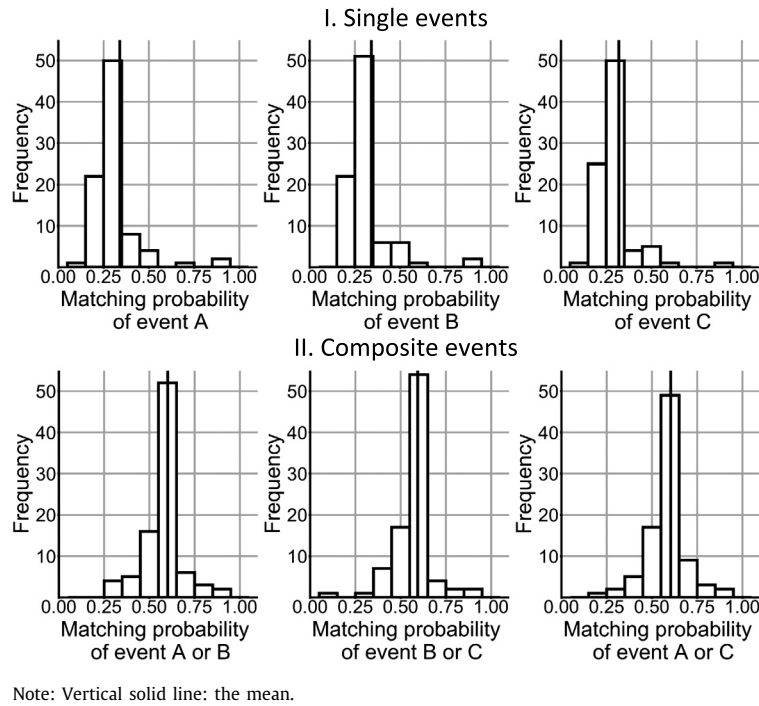 I. Single events
Frequency
50
40
30
20
10
0.00 0.25 0.50 0.75 1.00
Matching probability
of event A
Frequency
50
40
30
20
10
0.00 0.25 0.50 0.75 1.00
Matching probability
of event B
Frequency
50
40
30
20
10
0.00 0.25 0.50 0.75 1.00
Matching probability
of event C
II. Composite events
Frequency
50
40
30
20
10
0.00 0.25 0.50 0.75 1.00
Matching probability
of event A or B
Frequency
50
40
30
20
10
0.00 0.25 0.50 0.75 1.00
Matching probability
of event B or C
Frequency
50
40
30
20
10
0.00 0.25 0.50 0.75 1.00
Matching probability
of event A or C
Note: Vertical solid line: the mean.